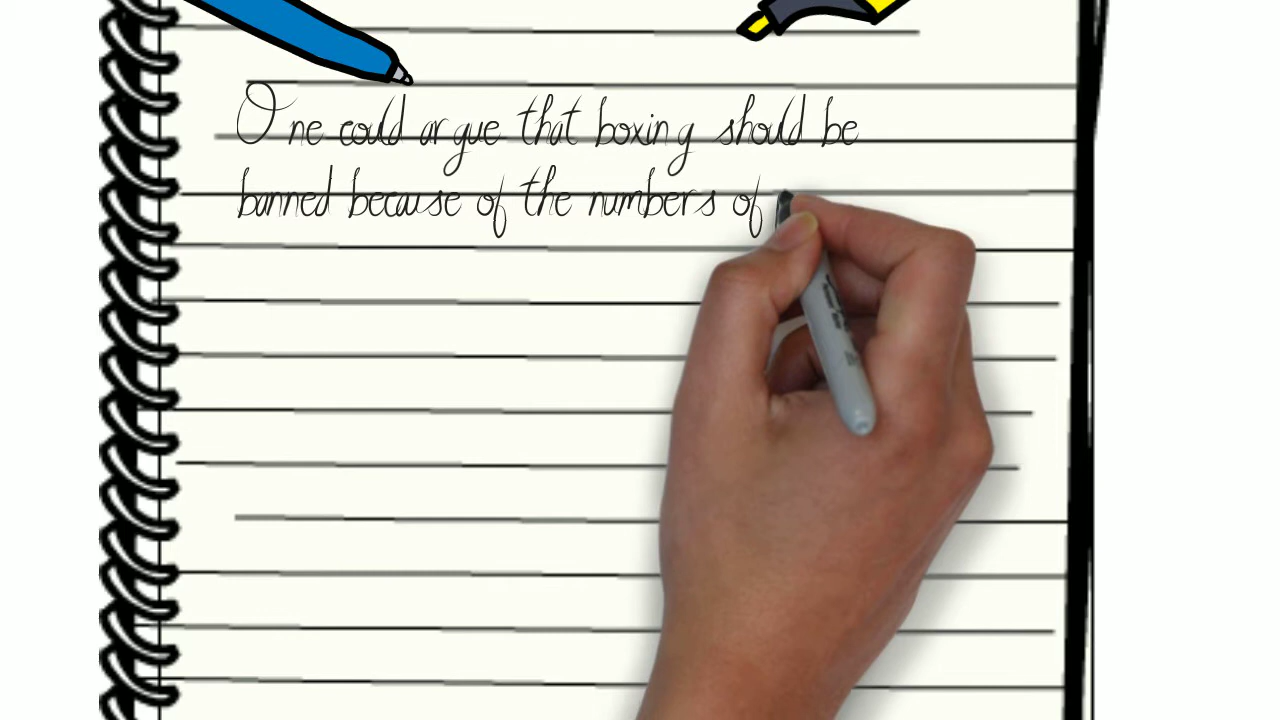 One could argue that boxing should be
banned because of the numbers of